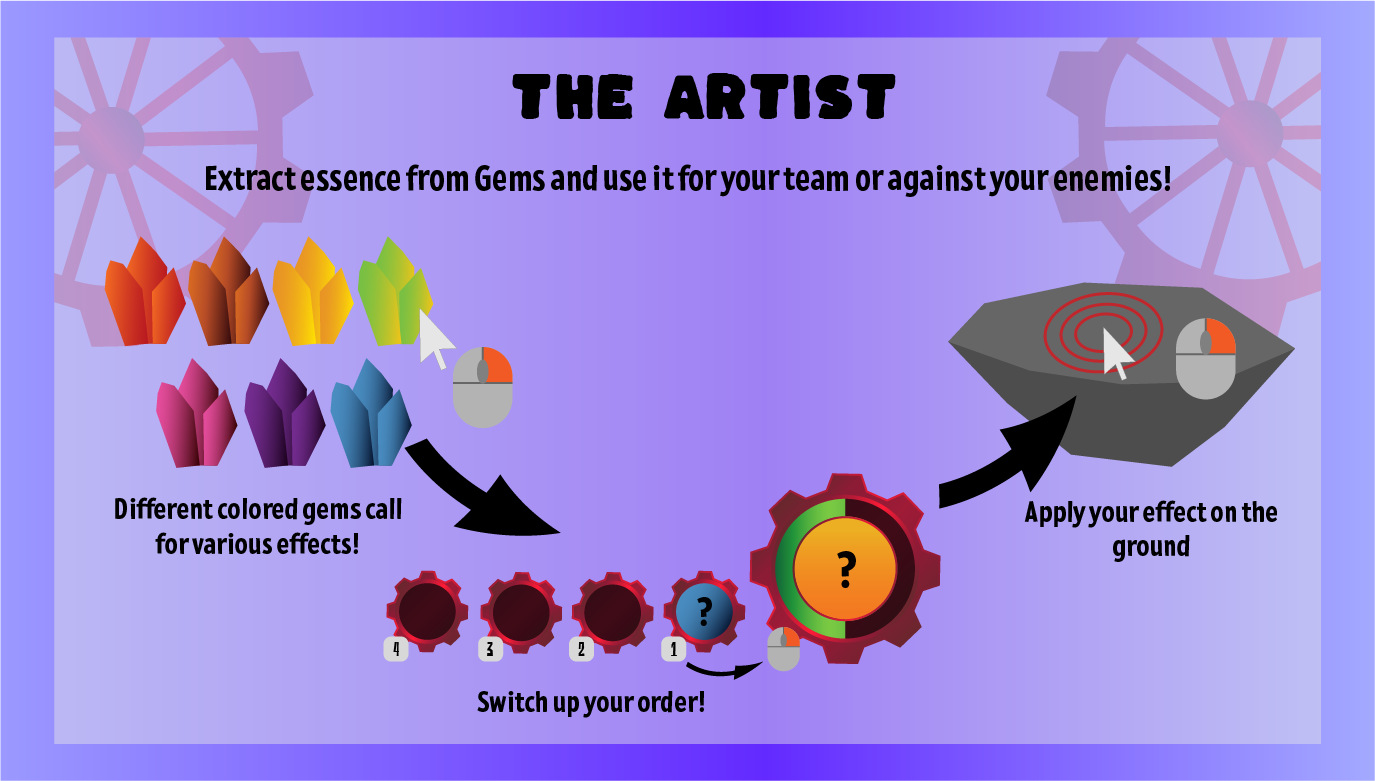 THE ARTIST
Extract essence from Gems and use it for your team or against your enemies!
Different colored gems call
for various effects!
Apply your effect on the
ground
?
?
4
3
2
1
Switch up your order!